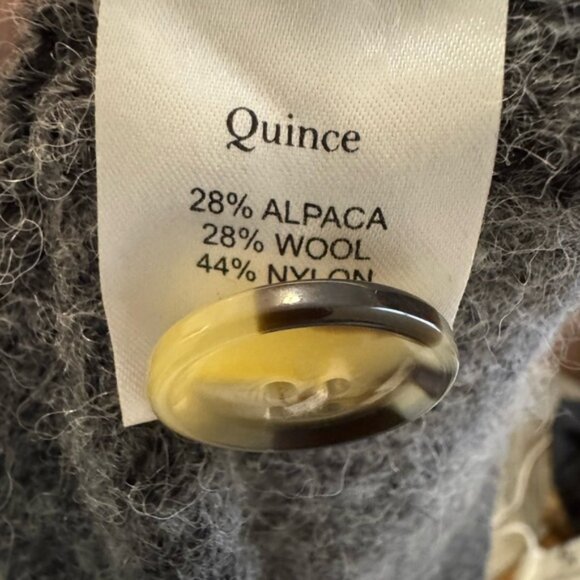 Quince
28% ALPACA
28% WOOL
44% NYLON